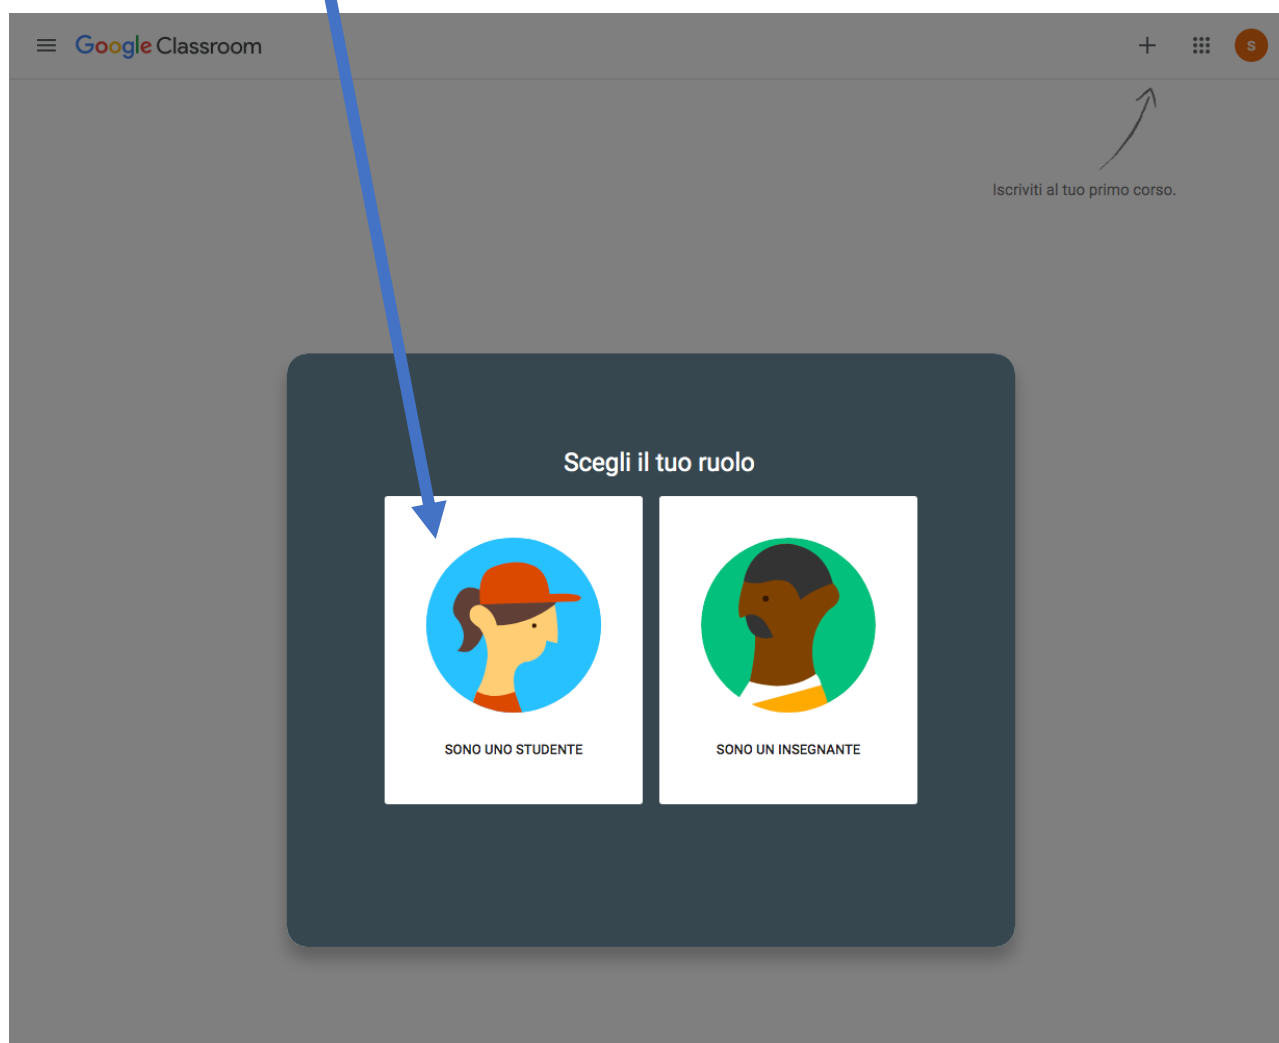 Google Classroom
S
Iscriviti al tuo primo corso.
Scegli il tuo ruolo
SONO UNO STUDENTE
SONO UN INSEGNANTE